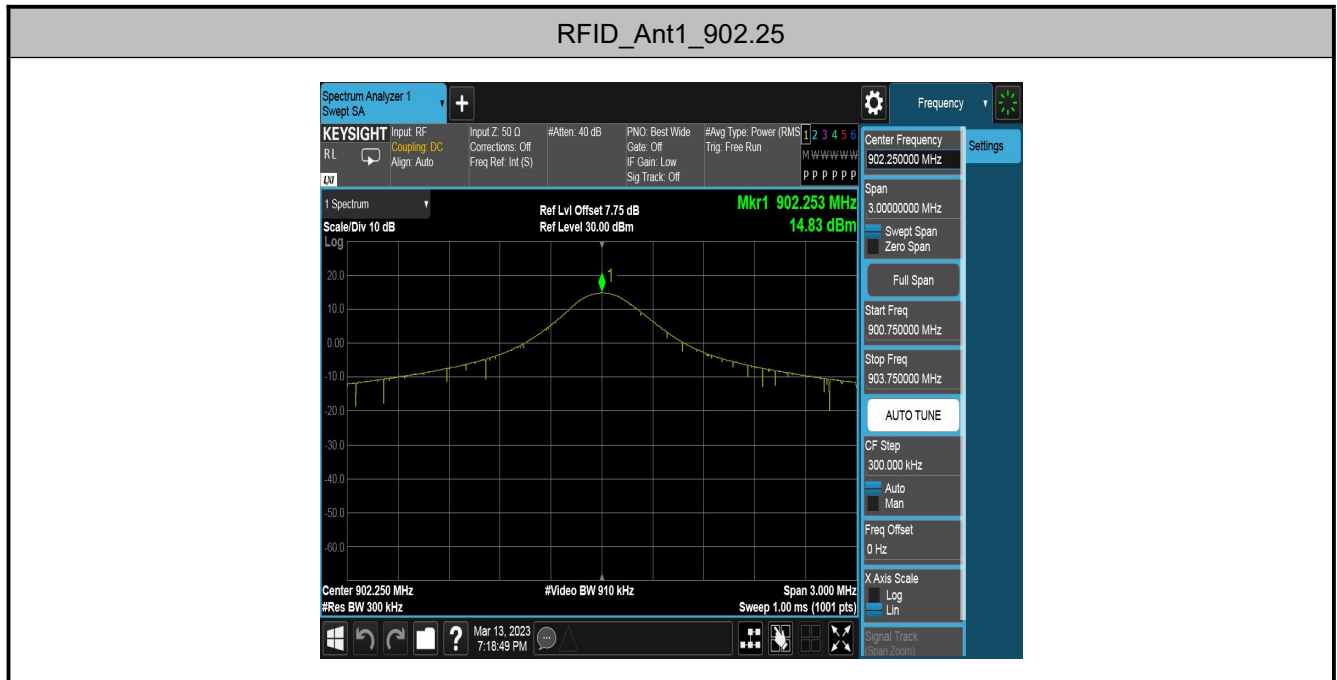 RFID_Ant1_902.25
Spectrum Analyzer 1
Swept SA
Frequency
KEYSIGHT
RL
LXI
Input: RF
Coupling: DC
Align: Auto
Input Z: 50 Ω
Corrections: Off
Freq Ref: Int (S)
#Atten: 40 dB
PNO: Best Wide
Gate: Off
IF Gain: Low
Sig Track: Off
#Avg Type: Power (RMS
Trig: Free Run
1 2 3 4 5 6
M W W W W W
P P P P P P
1 Spectrum
Scale/Div 10 dB
Log
Ref Lvl Offset 7.75 dB
Ref Level 30.00 dBm
Mkr1 902.253 MHz
14.83 dBm
1
20.0
10.0
0.00
-10.0
-20.0
-30.0
-40.0
-50.0
-60.0
Center 902.250 MHz
#Res BW 300 kHz
#Video BW 910 kHz
Span 3.000 MHz
Sweep 1.00 ms (1001 pts)
?
Mar 13, 2023
7:18:49 PM
Center Frequency
902.250000 MHz
Settings
Span
3.00000000 MHz
Swept Span
Zero Span
Full Span
Start Freq
900.750000 MHz
Stop Freq
903.750000 MHz
AUTO TUNE
CF Step
300.000 kHz
Auto
Man
Freq Offset
0 Hz
X Axis Scale
Log
Lin
Signal Track
(Span Zoom)